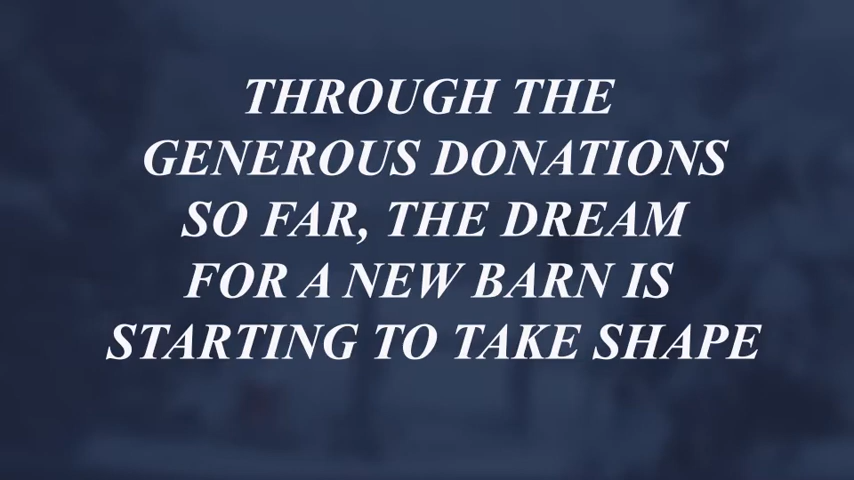 THROUGH THE
GENEROUS DONATIONS
SO FAR, THE DREAM
FOR A NEW BARN IS
STARTING TO TAKE SHAPE